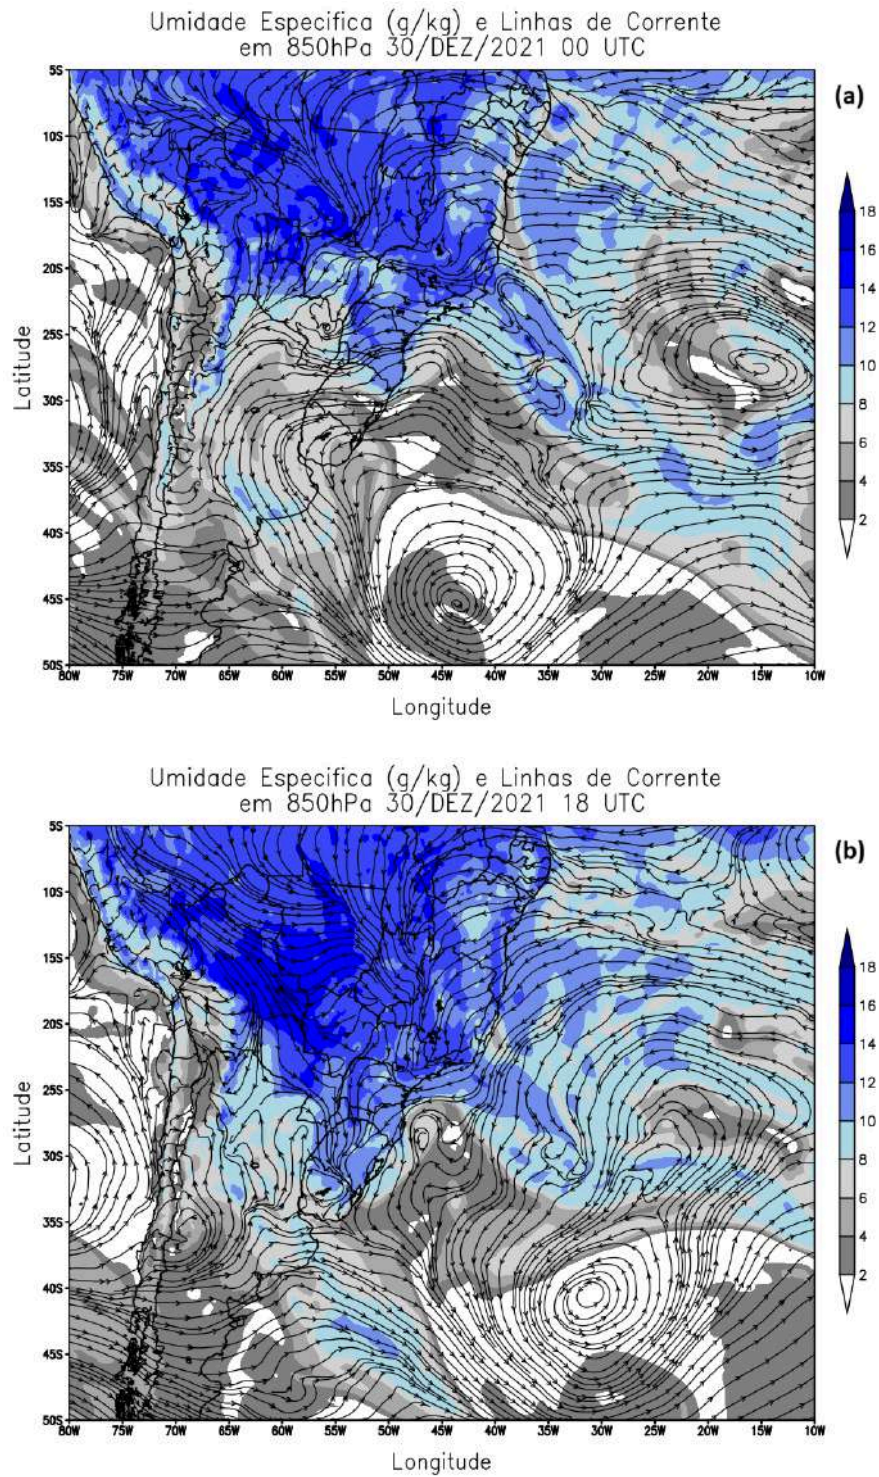 Umidade Especifica (g/kg) e Linhas de Corrente
em 850hPa 30/DEZ/2021 00 UTC
(a)
5S
10S
15S
20S
25S
30S
35S
40S
45S
50S
Latitude
80W 75W 70W 65W 60W 55W 50W 45W 40W 35W 30W 25W 20W 15W 10W
Longitude
18
16
14
12
10
8
6
4
2
Umidade Especifica (g/kg) e Linhas de Corrente
em 850hPa 30/DEZ/2021 18 UTC
(b)
5S
10S
15S
20S
25S
30S
35S
40S
45S
50S
Latitude
80W 75W 70W 65W 60W 55W 50W 45W 40W 35W 30W 25W 20W 15W 10W
Longitude
18
16
14
12
10
8
6
4
2